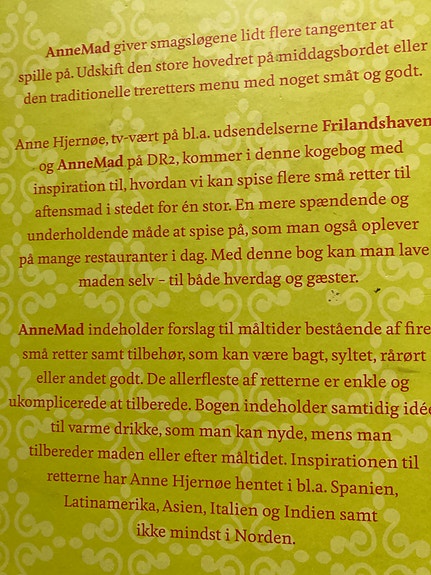 AnneMad giver smagsløgene lidt flere tangenter at
spille på. Udskift den store hovedret på middagsbordet eller
den traditionelle treretters menu med noget småt og godt.
Anne Hjernøe, tv-vært på bl.a. udsendelserne Frilandshaven
og AnneMad på DR2, kommer i denne kogebog med
inspiration til, hvordan vi kan spise flere små retter til
aftensmad i stedet for én stor. En mere spændende og
underholdende måde at spise på, som man også oplever
på mange restauranter i dag. Med denne bog kan man lave
maden selv – til både hverdag og gæster.
AnneMad indeholder forslag til måltider bestående af fire
små retter samt tilbehør, som kan være bagt, syltet, rårørt
eller andet godt. De allerfleste af retterne er enkle og
ukomplicerede at tilberede. Bogen indeholder samtidig idée
til varme drikke, som man kan nyde, mens man
tilbereder maden eller efter måltidet. Inspirationen til
retterne har Anne Hjernøe hentet i bl.a. Spanien,
Latinamerika, Asien, Italien og Indien samt
ikke mindst i Norden.